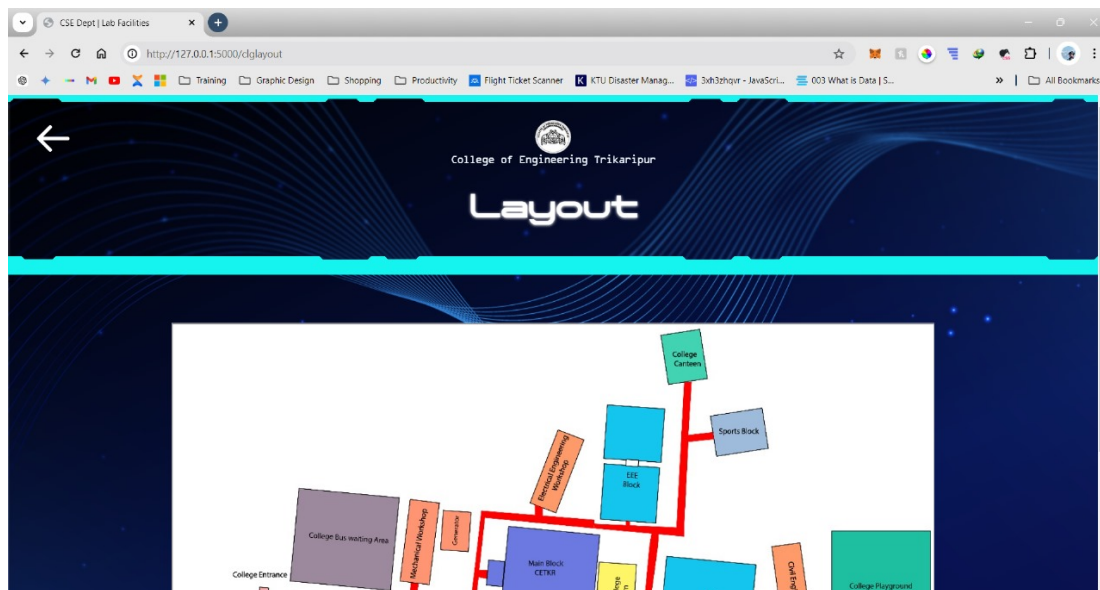 CSE Dept | Lab Facilities
http://127.0.0.1:5000/clglayout
Training
Graphic Design
Shopping
Productivity
Flight Ticket Scanner
KTU Disaster Manag...
3xh3zhqvr - JavaScri...
003 What is Data | S...
»
All Bookmarks
College of Engineering Trikaripur
Layout
College
Canteen
Sports Block
Electrical Engineering
Workshop
EEE
Block
College Bus waiting Area
Mechanical Workshop
Generator
Main Block
CETKR
College Entrance
Civil Eng
College Playground